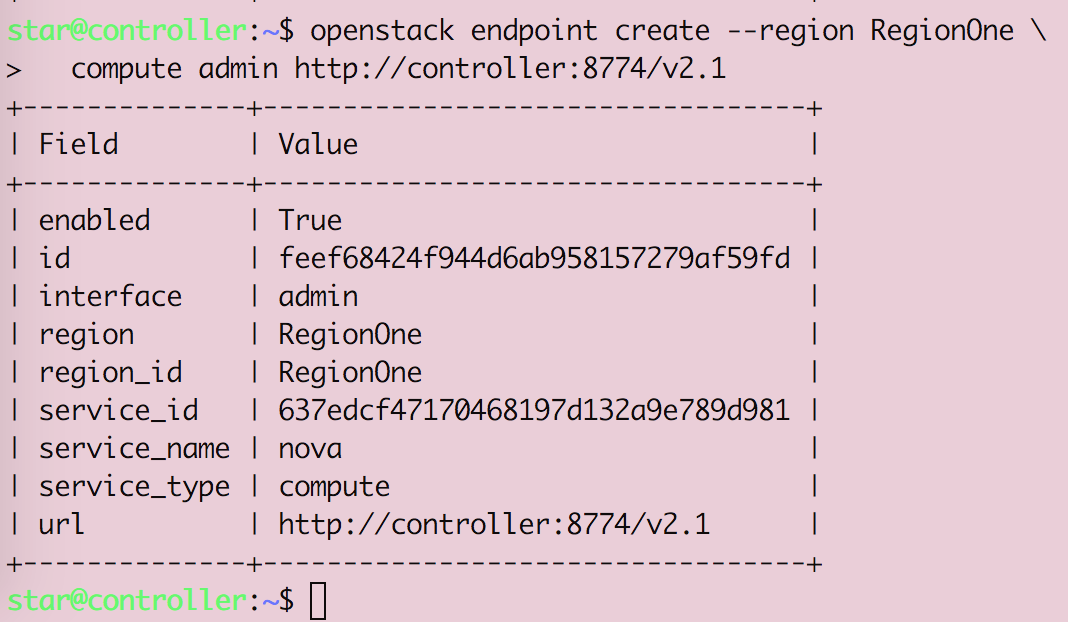 star@controller:~$ openstack endpoint create --region RegionOne \
>   compute admin http://controller:8774/v2.1
+--------------+----------------------------------+
| Field        | Value                            |
+--------------+----------------------------------+
| enabled      | True                             |
| id           | feef68424f944d6ab958157279af59fd |
| interface    | admin                            |
| region       | RegionOne                        |
| region_id    | RegionOne                        |
| service_id   | 637edcf47170468197d132a9e789d981 |
| service_name | nova                             |
| service_type | compute                          |
| url          | http://controller:8774/v2.1      |
+--------------+----------------------------------+
star@controller:~$